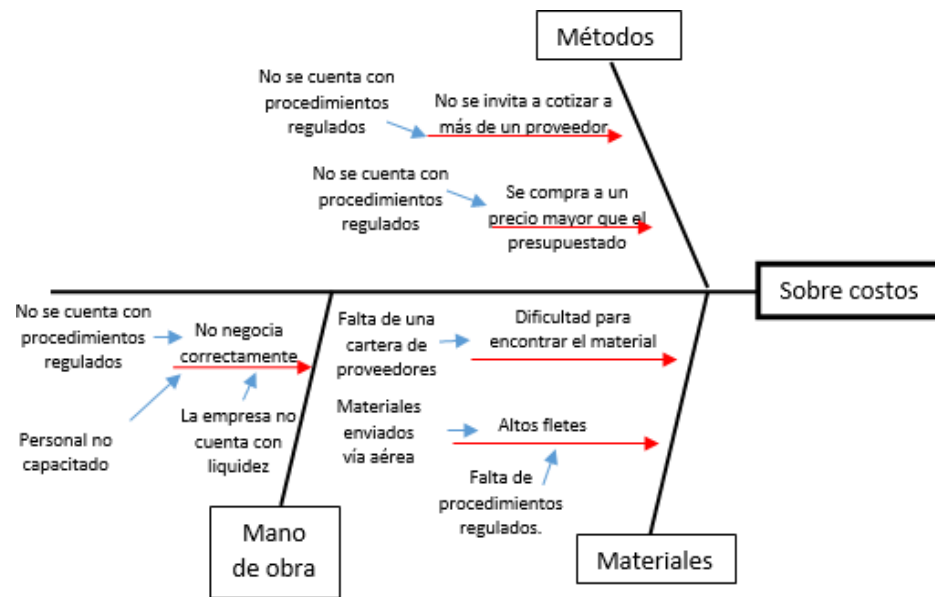 Métodos
No se cuenta con
procedimientos
regulados
No se invita a cotizar a
más de un proveedor
No se cuenta con
procedimientos
regulados
Se compra a un
precio mayor que el
presupuestado
Sobre costos
No se cuenta con
procedimientos
regulados
No negocia
correctamente
Personal no
capacitado
La empresa no
cuenta con
liquidez
Mano
de obra
Falta de una
cartera de
proveedores
Dificultad para
encontrar el material
Materiales
enviados
vía aérea
Altos fletes
Falta de
procedimientos
regulados.
Materiales